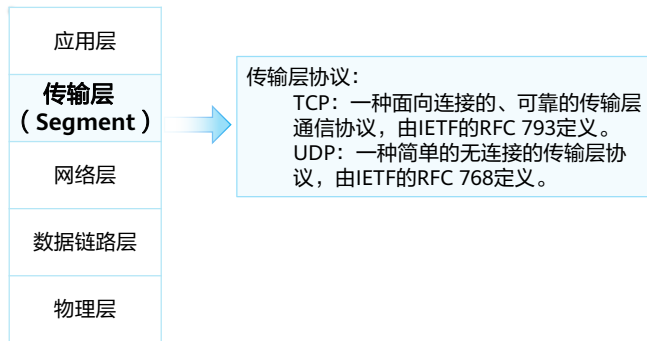 应用层
传输层
（Segment）
网络层
数据链路层
物理层
传输层协议：
TCP：一种面向连接的、可靠的传输层
通信协议，由IETF的RFC 793定义。
UDP：一种简单的无连接的传输层协
议，由IETF的RFC 768定义。